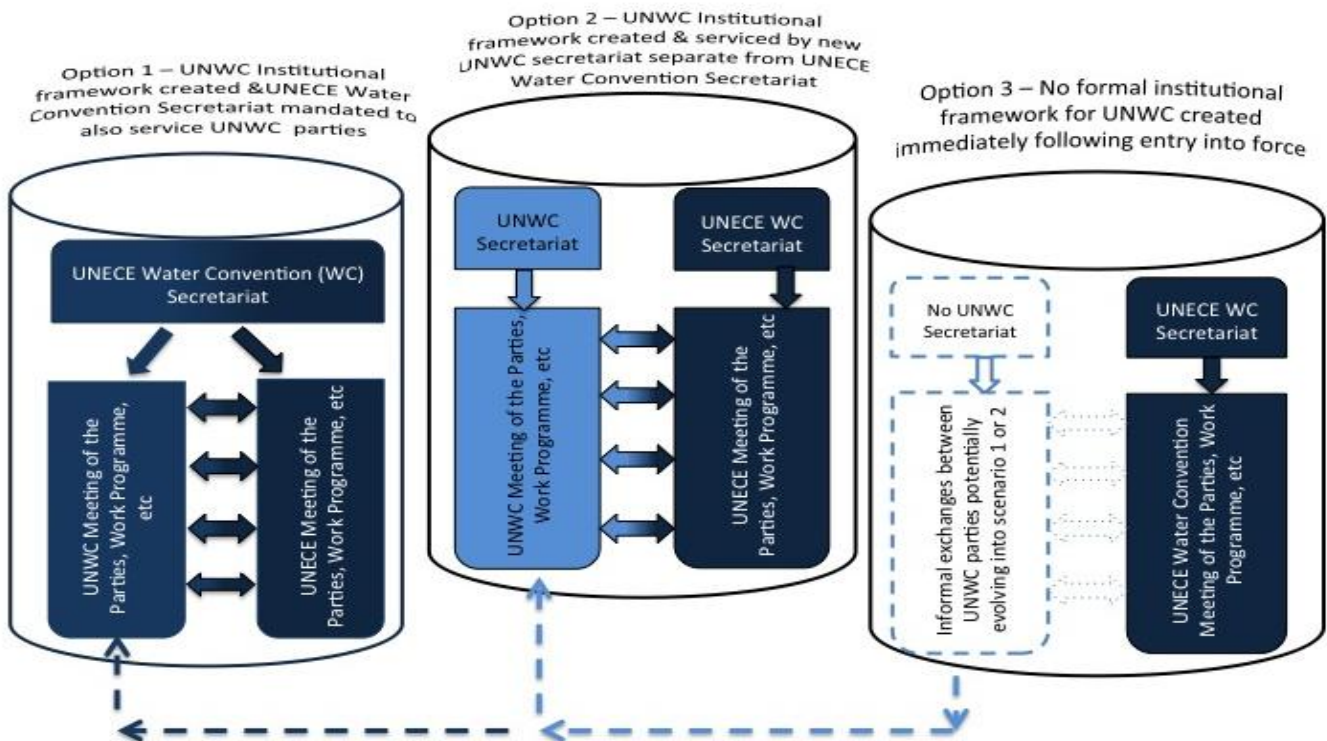 Option 1 – UNWC Institutional
framework created &UNECE Water
Convention Secretariat mandated to
also service UNWC parties
UNECE Water Convention (WC)
Secretariat
UNWC Meeting of the
Parties, Work Programme,
etc
UNECE Meeting of the
Parties, Work Programme, etc
Option 2 – UNWC Institutional
framework created & serviced by new
UNWC secretariat separate from UNECE
Water Convention Secretariat
UNWC
Secretariat
UNECE WC
Secretariat
UNWC Meeting of the Parties,
Work Programme, etc
UNECE Meeting of the
Parties, Work Programme, etc
Option 3 – No formal institutional
framework for UNWC created
immediately following entry into force
No UNWC
Secretariat
UNECE WC
Secretariat
Informal exchanges between
UNWC parties potentially
evolving into scenario 1 or 2
UNECE Water Convention
Meeting of the Parties, Work
Programme, etc